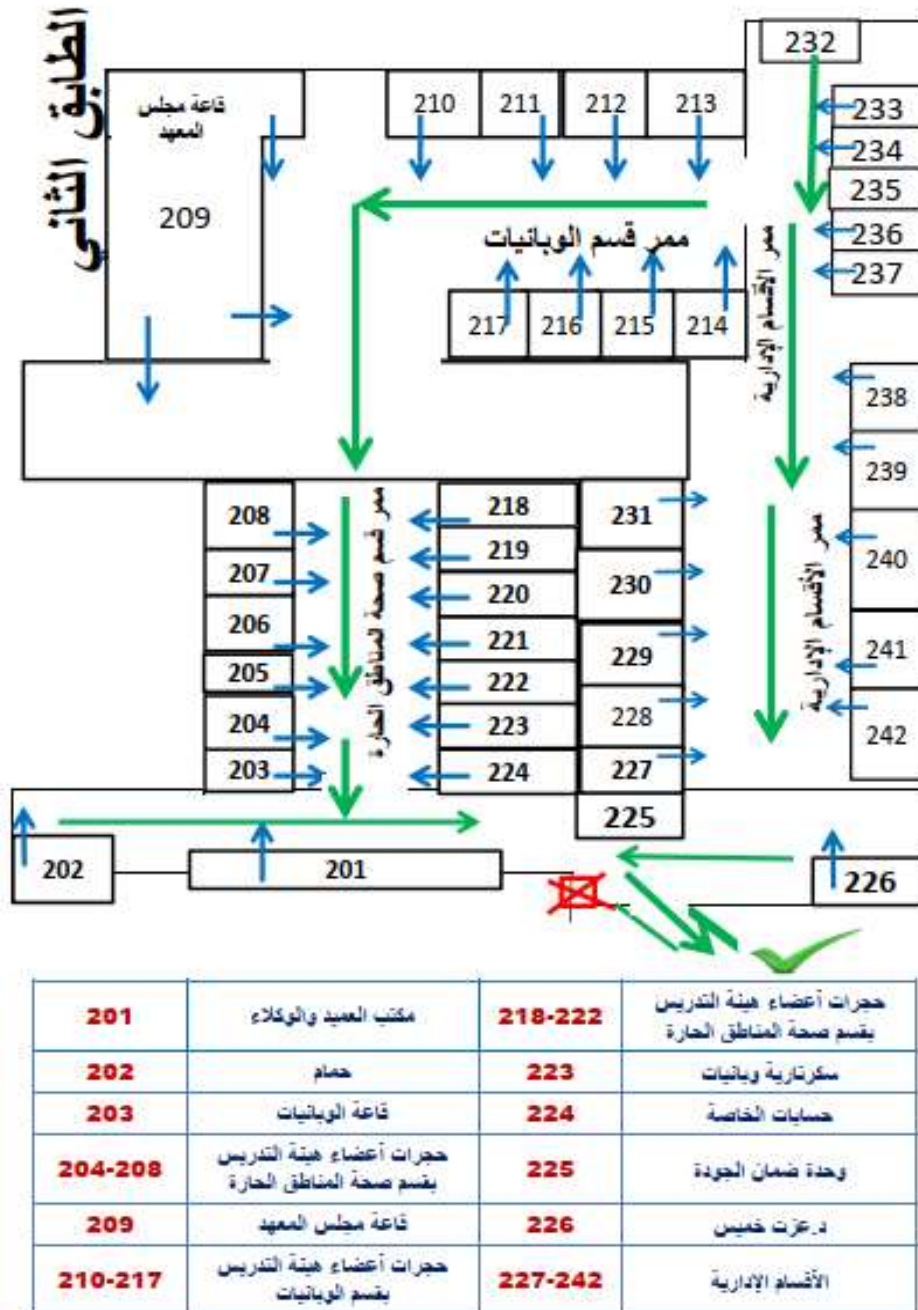 الطابق الثاني
232
قاعة مجلس
المعهد
209
210
211
212
213
233
234
235
236
237
ممر قسم الوبائيات
ممر الأقسام الإدارية
217
216
215
214
238
239
240
241
242
208
207
206
205
204
203
ممر قسم صحة المناطق الحارة
218
219
220
221
222
223
224
231
230
229
228
227
ممر الأقسام الإدارية
225
202
201
226
201 مكتب العميد والوكلاء 218-222 حجرات أعضاء هيئة التدريس
بقسم صحة المناطق الحارة
202 حمام 223 سكرتارية وبائيات
203 قاعة الوبائيات 224 حسابات الخاصة
204-208 حجرات أعضاء هيئة التدريس
بقسم صحة المناطق الحارة
225 وحدة ضمان الجودة
209 قاعة مجلس المعهد 226 د.عزت خميس
210-217 حجرات أعضاء هيئة التدريس
بقسم الوبائيات
227-242 الأقسام الإدارية